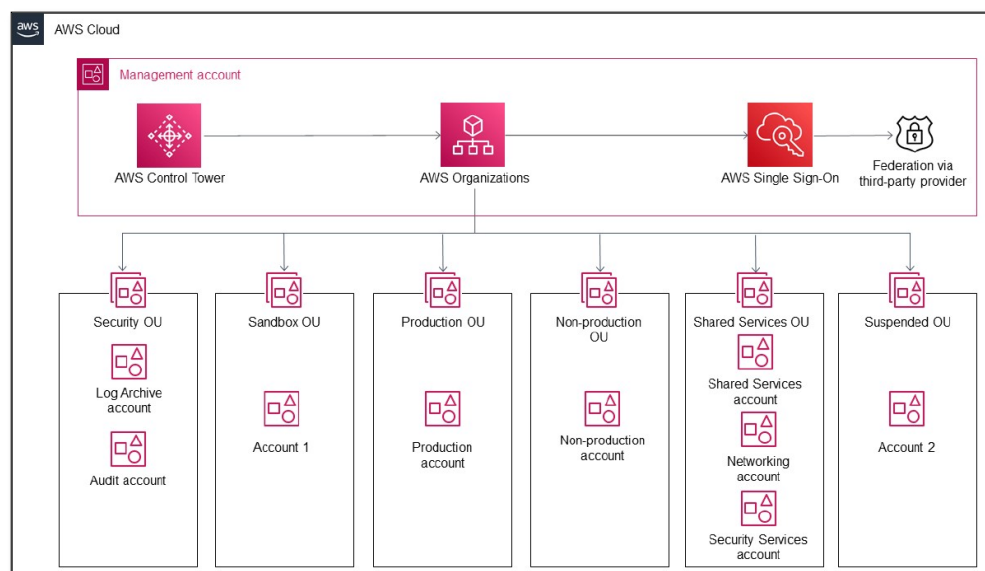 aws
AWS Cloud
Management account
AWS Control Tower
AWS Organizations
AWS Single Sign-On
Federation via
third-party provider
Security OU
Log Archive
account
Audit account
Sandbox OU
Account 1
Production OU
Production
account
Non-production
OU
Non-production
account
Shared Services OU
Shared Services
account
Networking
account
Security Services
account
Suspended OU
Account 2